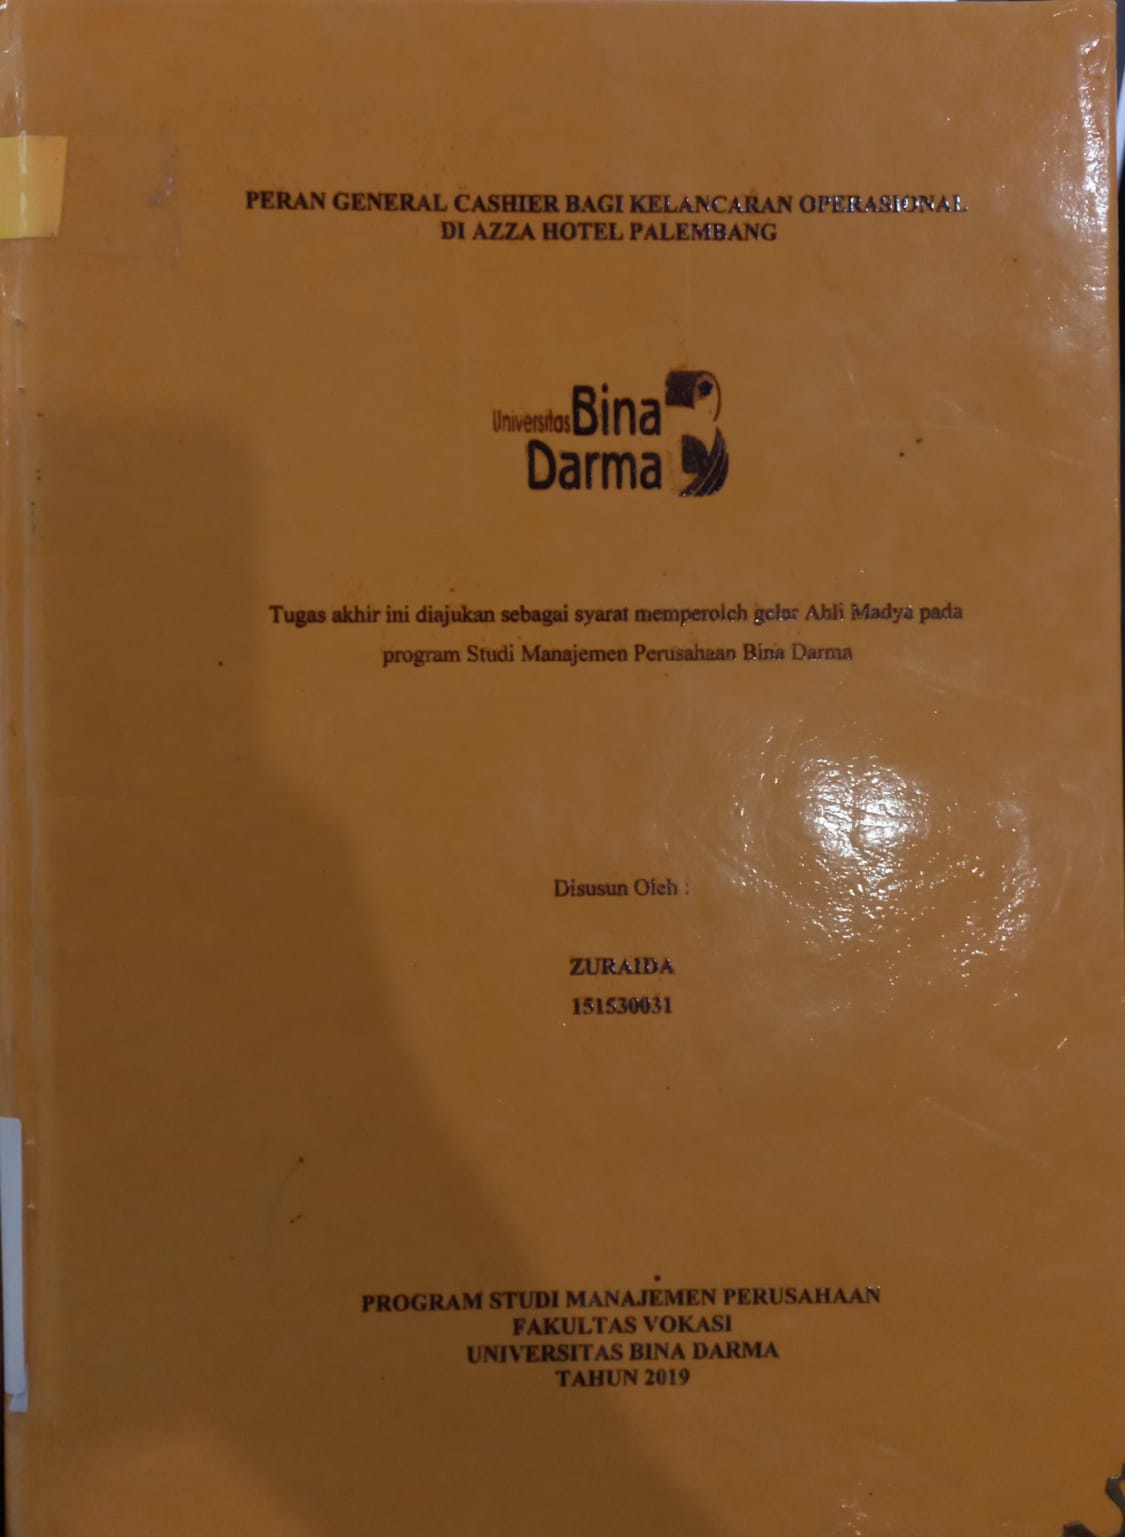 PERAN GENERAL CASHIER BAGI KELANCARAN OPERASIONAL
DI AZZA HOTEL PALEMBANG
Universitas Bina
Darma
Tugas akhir ini diajukan sebagai syarat memperoleh gelar Ahli Madya pada
program Studi Manajemen Perusahaan Bina Darma
Disusun Oleh :
ZURAIDA
151530031
PROGRAM STUDI MANAJEMEN PERUSAHAAN
FAKULTAS VOKASI
UNIVERSITAS BINA DARMA
TAHUN 2019